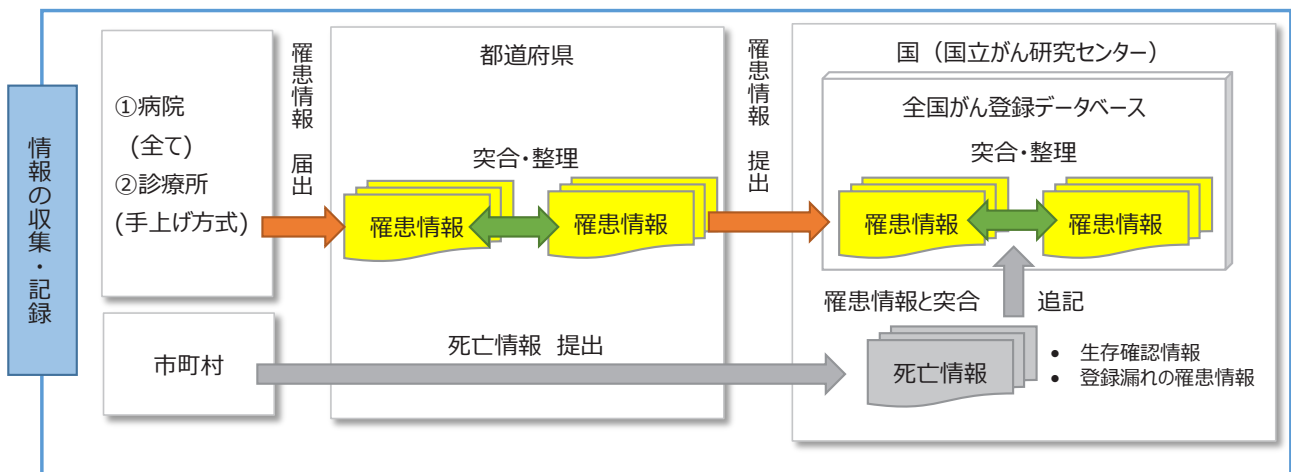 情報の収集・記録
①病院
(全て)
②診療所
(手上げ方式)
罹患情報 届出
都道府県
突合・整理
罹患情報
罹患情報
罹患情報 提出
国（国立がん研究センター）
全国がん登録データベース
突合・整理
罹患情報
罹患情報
罹患情報と突合
追記
市町村
死亡情報 提出
死亡情報
• 生存確認情報
• 登録漏れの罹患情報